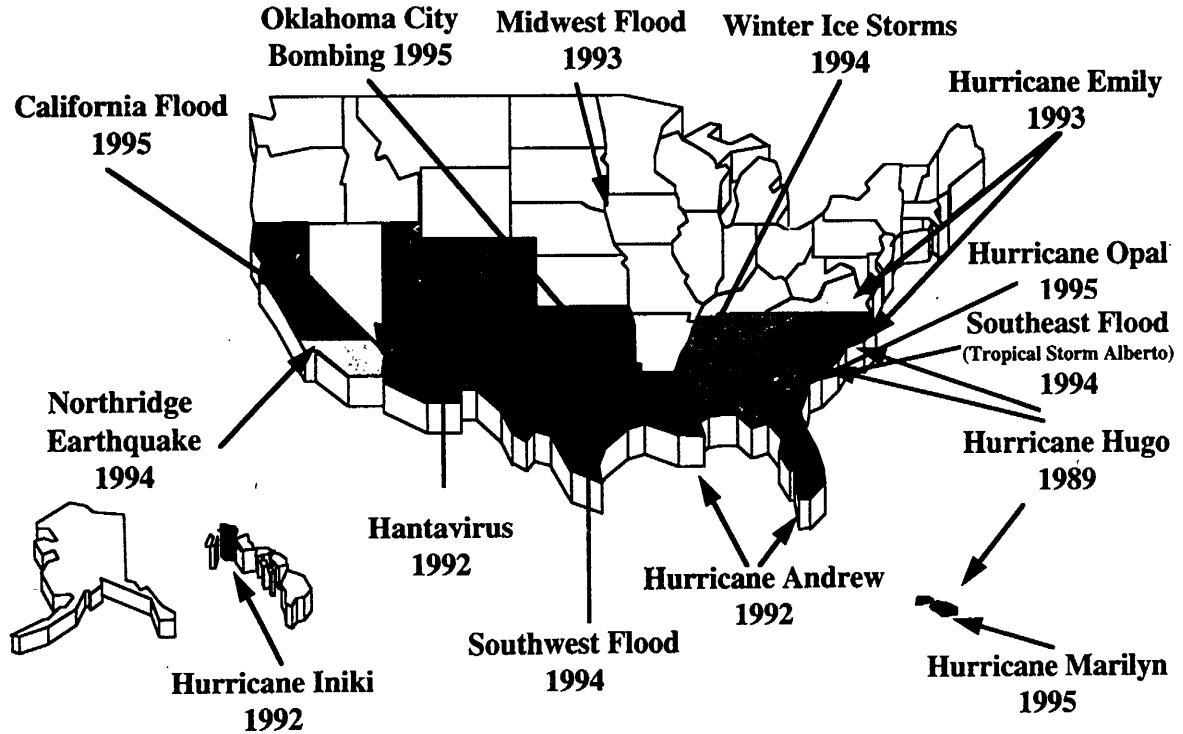 Oklahoma City
Bombing 1995
Midwest Flood
1993
Winter Ice Storms
1994
Hurricane Emily
1993
California Flood
1995
Hurricane Opal
1995
Southeast Flood
(Tropical Storm Alberto)
1994
Northridge
Earthquake
1994
Hurricane Hugo
1989
Hantavirus
1992
Hurricane Andrew
1992
Southwest Flood
1994
Hurricane Iniki
1992
Hurricane Marilyn
1995